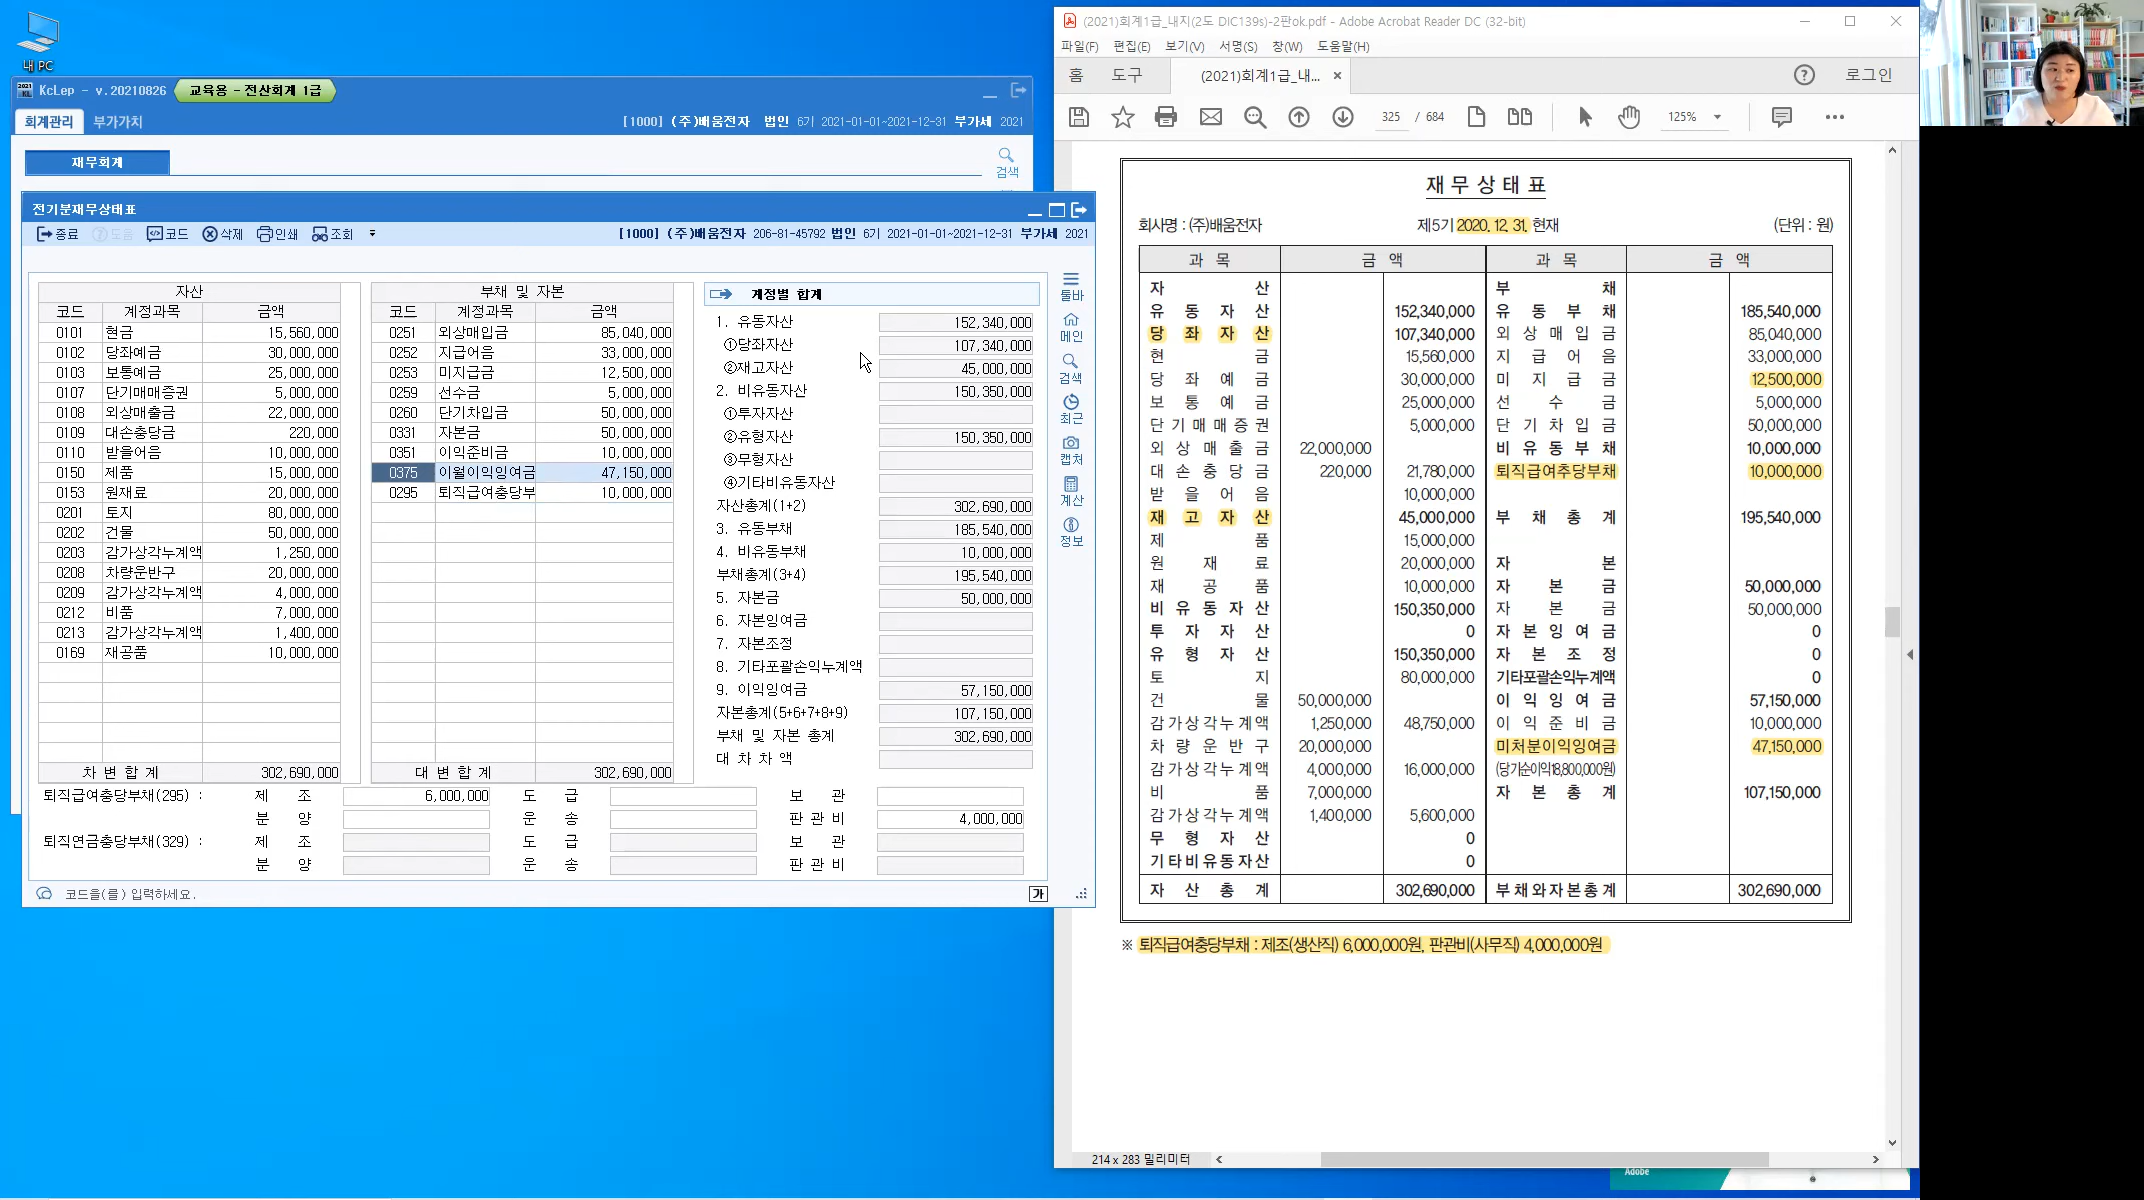 내 PC
KcLep - v.20210826 교육용 - 전산회계 1급
회계관리 부가가치 [1000] (주)배움전자 법인 6기 2021-01-01~2021-12-31 부가세 2021
재무회계
검색
전기분재무상태표
종료 도움 코드 삭제 인쇄 조회 [1000] (주)배움전자 206-81-45792 법인 6기 2021-01-01~2021-12-31 부가세 2021
자산
코드 계정과목 금액
0101 현금 15,560,000
0102 당좌예금 30,000,000
0103 보통예금 25,000,000
0107 단기매매증권 5,000,000
0108 외상매출금 22,000,000
0109 대손충당금 220,000
0110 받을어음 10,000,000
0150 제품 15,000,000
0153 원재료 20,000,000
0201 토지 80,000,000
0202 건물 50,000,000
0203 감가상각누계액 1,250,000
0208 차량운반구 20,000,000
0209 감가상각누계액 4,000,000
0212 비품 7,000,000
0213 감가상각누계액 1,400,000
0169 재공품 10,000,000
차 변 합 계 302,690,000
부채 및 자본
코드 계정과목 금액
0251 외상매입금 85,040,000
0252 지급어음 33,000,000
0253 미지급금 12,500,000
0259 선수금 5,000,000
0260 단기차입금 50,000,000
0331 자본금 50,000,000
0351 이익준비금 10,000,000
0375 이월이익잉여금 47,150,000
0295 퇴직급여충당부 10,000,000
대 변 합 계 302,690,000
계정별 합계
1. 유동자산 152,340,000
①당좌자산 107,340,000
②재고자산 45,000,000
2. 비유동자산 150,350,000
①투자자산
②유형자산 150,350,000
③무형자산
④기타비유동자산
자산총계(1+2) 302,690,000
3. 유동부채 185,540,000
4. 비유동부채 10,000,000
부채총계(3+4) 195,540,000
5. 자본금 50,000,000
6. 자본잉여금
7. 자본조정
8. 기타포괄손익누계액
9. 이익잉여금 57,150,000
자본총계(5+6+7+8+9) 107,150,000
부채 및 자본 총계 302,690,000
대 차 차 액
툴바
메인
검색
최근
캡처
계산
정보
퇴직급여충당부채(295) : 제 조 6,000,000 도 급 보 관
분 양 운 송 판 관 비 4,000,000
퇴직연금충당부채(329) : 제 조 도 급 보 관
분 양 운 송 판 관 비
코드을(를) 입력하세요. 가
(2021)회계1급_내지(2도 DIC139s)-2판ok.pdf - Adobe Acrobat Reader DC (32-bit)
파일(F) 편집(E) 보기(V) 서명(S) 창(W) 도움말(H)
홈 도구 (2021)회계1급_내... × 로그인
325 / 684 125%
재 무 상 태 표
회사명 : (주)배움전자 제5기 2020. 12. 31. 현재 (단위 : 원)
과 목 금 액 과 목 금 액
자 산 부 채
유 동 자 산 152,340,000 유 동 부 채 185,540,000
당 좌 자 산 107,340,000 외 상 매 입 금 85,040,000
현 금 15,560,000 지 급 어 음 33,000,000
당 좌 예 금 30,000,000 미 지 급 금 12,500,000
보 통 예 금 25,000,000 선 수 금 5,000,000
단 기 매 매 증 권 5,000,000 단 기 차 입 금 50,000,000
외 상 매 출 금 22,000,000 비 유 동 부 채 10,000,000
대 손 충 당 금 220,000 21,780,000 퇴직급여추당부채 10,000,000
받 을 어 음 10,000,000
재 고 자 산 45,000,000 부 채 총 계 195,540,000
제 품 15,000,000
원 재 료 20,000,000 자 본
재 공 품 10,000,000 자 본 금 50,000,000
비 유 동 자 산 150,350,000 자 본 금 50,000,000
투 자 자 산 0 자 본 잉 여 금 0
유 형 자 산 150,350,000 자 본 조 정 0
토 지 80,000,000 기타포괄손익누계액 0
건 물 50,000,000 이 익 잉 여 금 57,150,000
감가상각누계액 1,250,000 48,750,000 이 익 준 비 금 10,000,000
차 량 운 반 구 20,000,000 미처분이익잉여금 47,150,000
감가상각누계액 4,000,000 16,000,000 (당기순이익18,800,000원)
비 품 7,000,000 자 본 총 계 107,150,000
감가상각누계액 1,400,000 5,600,000
무 형 자 산 0
기타비유동자산 0
자 산 총 계 302,690,000 부채와자본총계 302,690,000
※ 퇴직급여충당부채 : 제조(생산직) 6,000,000원, 판관비(사무직) 4,000,000원
214 x 283 밀리미터
Adobe